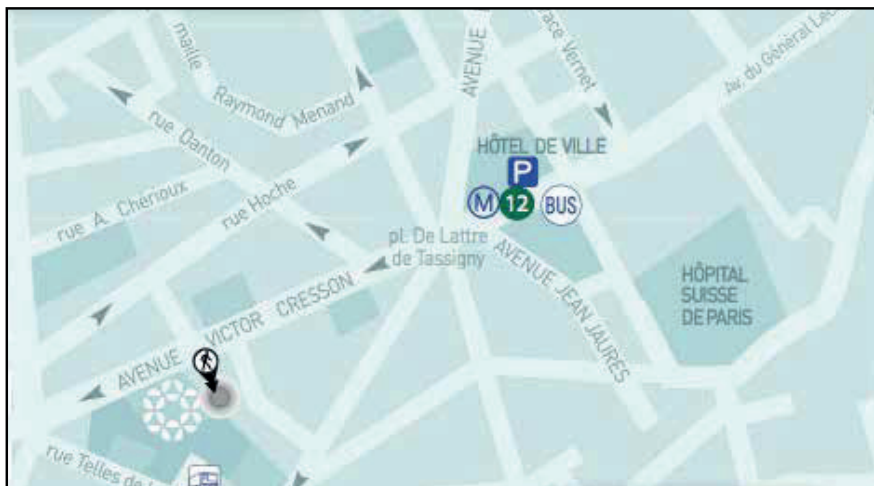 maille
Raymond Menand
AVENUE
ace Vernet
Av. du Général Lec
rue Danton
HÔTEL DE VILLE
P
M 12 BUS
rue A. Chérioux
rue Hoche
pl. De Lattre
de Tassigny
AVENUE JEAN JAURES
HÔPITAL
SUISSE
DE PARIS
AVENUE VICTOR CRESSON
rue Telles de